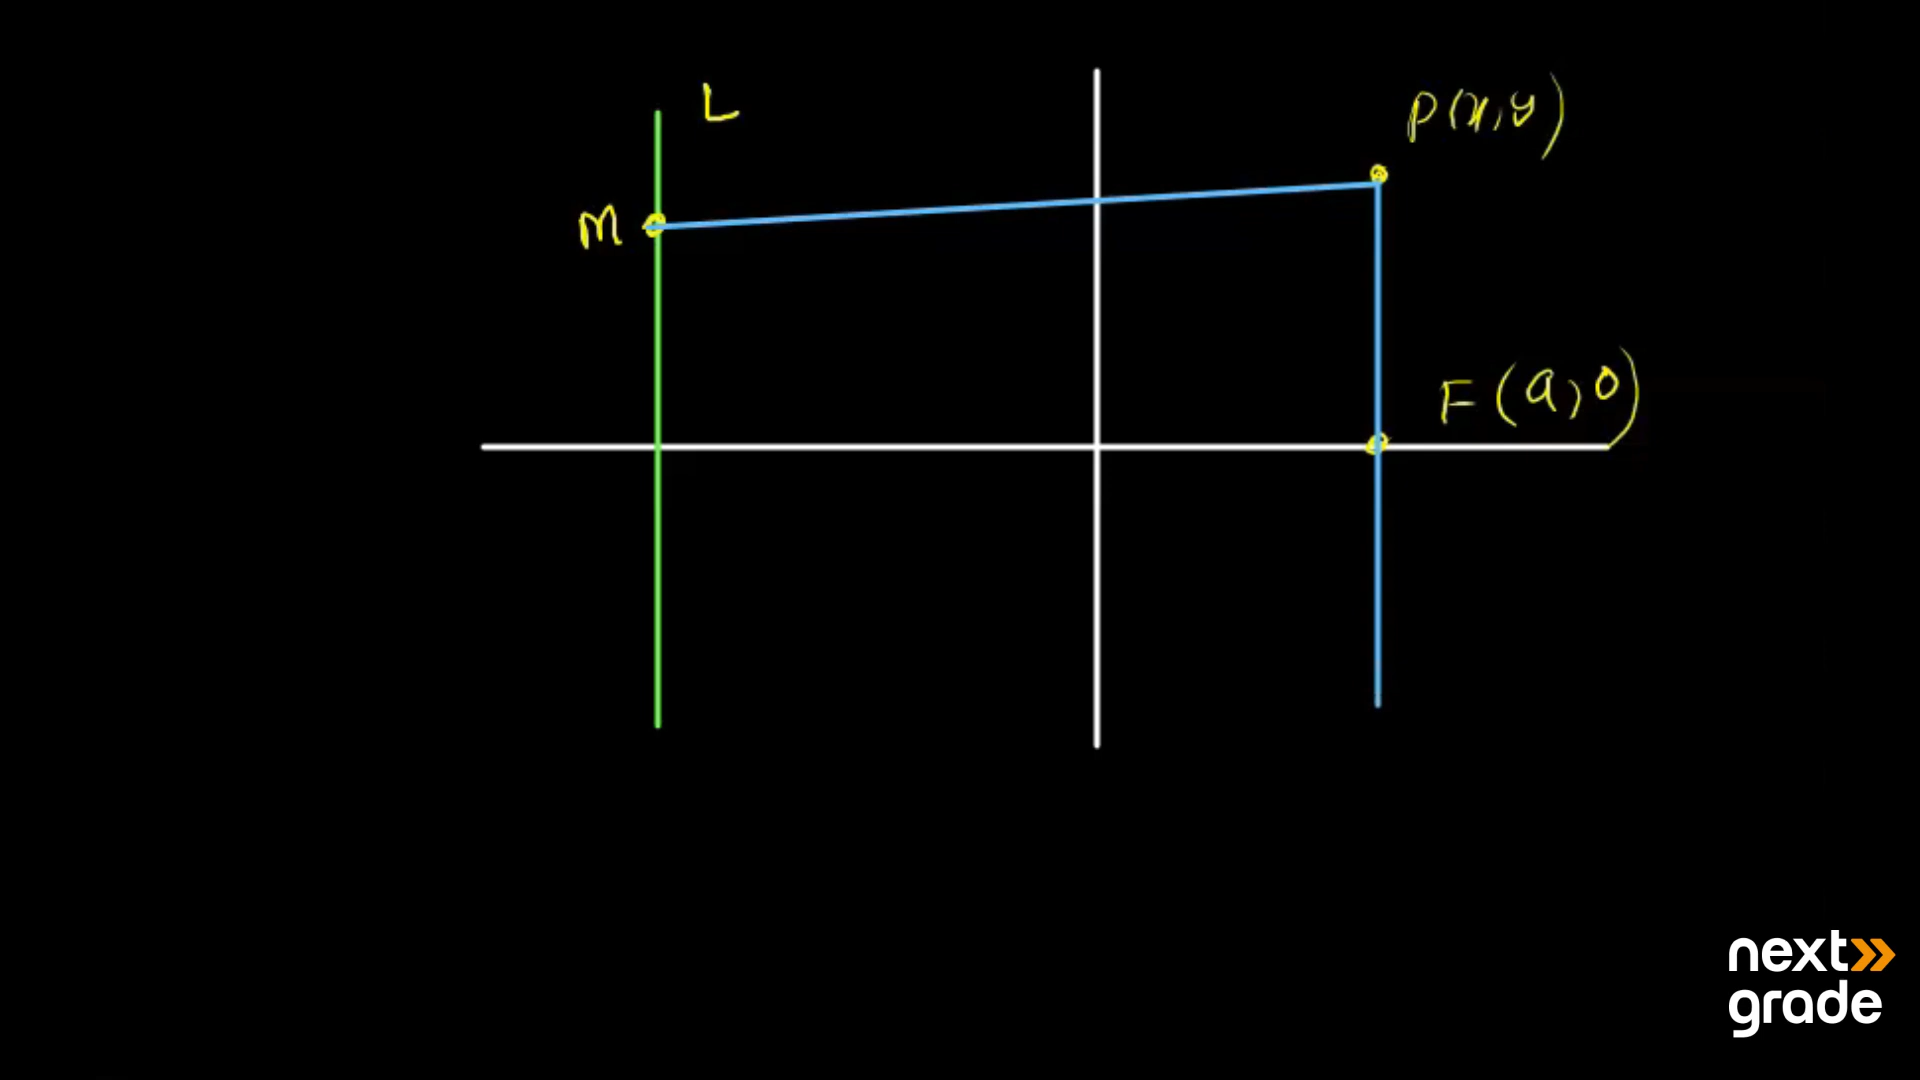 L
P(x,y)
M
F(a,0)
next
grade